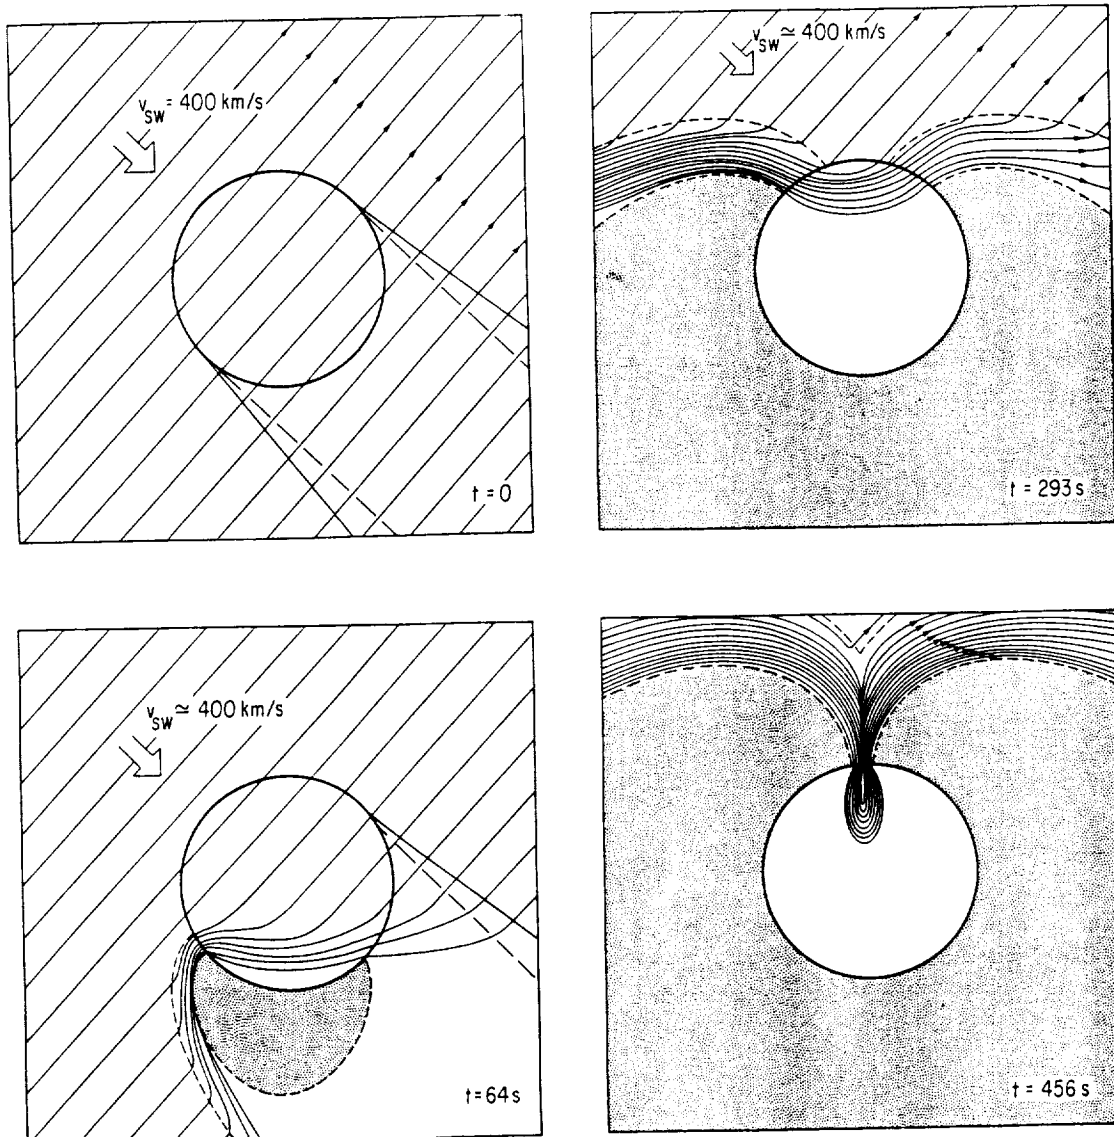 v_SW = 400 km/s
t = 0
v_SW ≃ 400 km/s
t = 293 s
v_SW ≃ 400 km/s
t = 64 s
t = 456 s